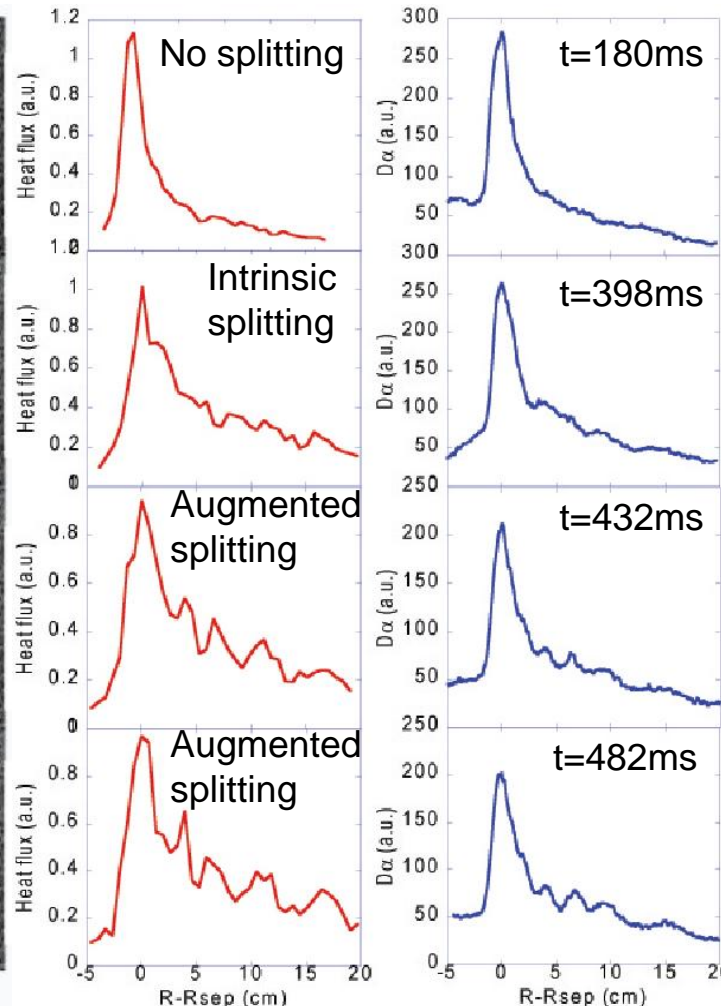 1.2
1
0.8
0.6
0.4
0.2
Heat flux (a.u.)
No splitting
300
250
200
150
100
50
Dα (a.u.)
t=180ms
1
0.8
0.6
0.4
0.2
Heat flux (a.u.)
Intrinsic
splitting
300
250
200
150
100
50
Dα (a.u.)
t=398ms
0.8
0.6
0.4
0.2
Heat flux (a.u.)
Augmented
splitting
250
200
150
100
50
Dα (a.u.)
t=432ms
0.8
0.6
0.4
0.2
0
Heat flux (a.u.)
Augmented
splitting
250
200
150
100
50
0
Dα (a.u.)
t=482ms
-5 0 5 10 15 20
R-Rsep (cm)
-5 0 5 10 15 20
R-Rsep (cm)